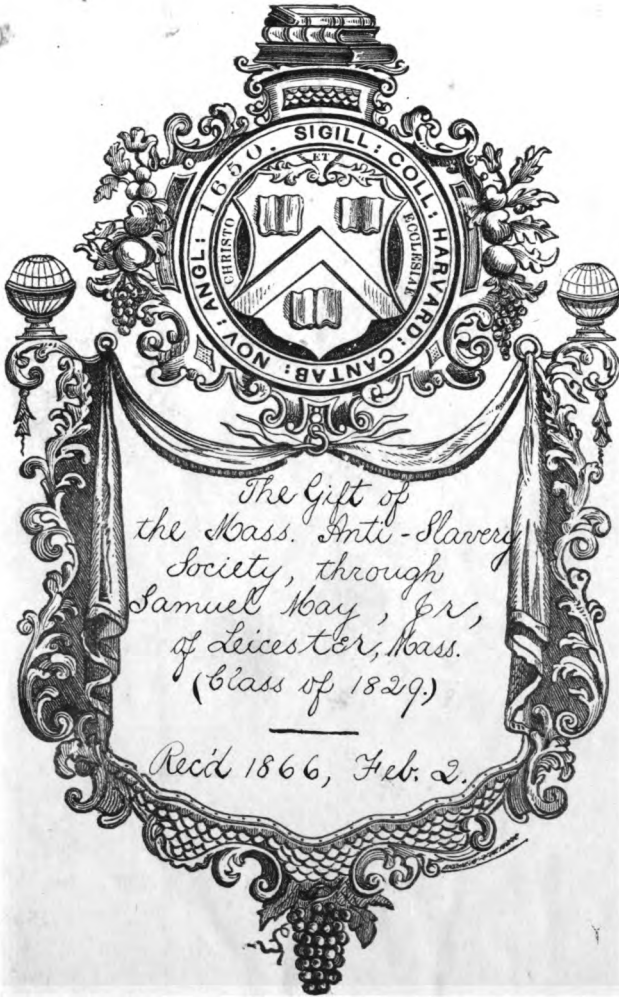 SIGILL: COLL: HARVARD: CANTAB: NOV: ANGL: 1650.
ET
CHRISTO
ECCLESIAE
The Gift of
the Mass. Anti-Slavery
Society, through
Samuel May, Jr,
of Leicester, Mass.
(Class of 1829.)
Rec'd 1866, Feb. 2.